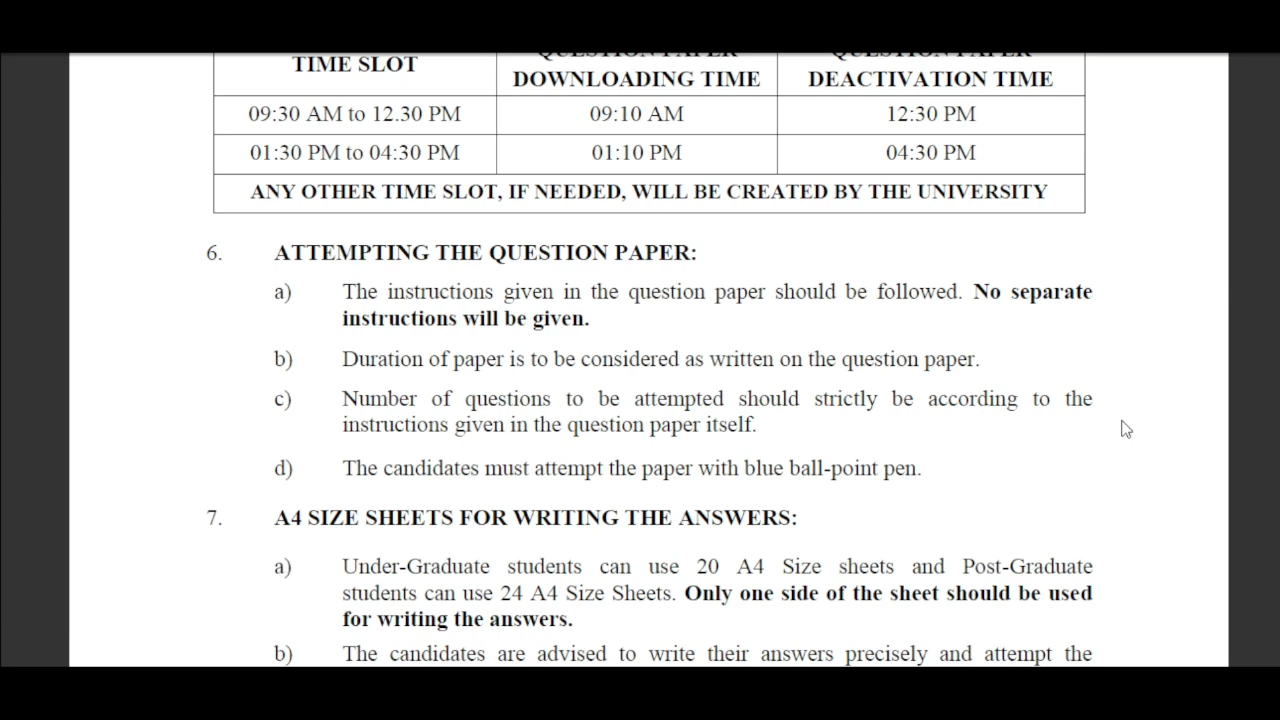 QUESTION PAPER QUESTION PAPER
TIME SLOT DOWNLOADING TIME DEACTIVATION TIME
09:30 AM to 12.30 PM 09:10 AM 12:30 PM
01:30 PM to 04:30 PM 01:10 PM 04:30 PM
ANY OTHER TIME SLOT, IF NEEDED, WILL BE CREATED BY THE UNIVERSITY
6. ATTEMPTING THE QUESTION PAPER:
a) The instructions given in the question paper should be followed. No separate
instructions will be given.
b) Duration of paper is to be considered as written on the question paper.
c) Number of questions to be attempted should strictly be according to the
instructions given in the question paper itself.
d) The candidates must attempt the paper with blue ball-point pen.
7. A4 SIZE SHEETS FOR WRITING THE ANSWERS:
a) Under-Graduate students can use 20 A4 Size sheets and Post-Graduate
students can use 24 A4 Size Sheets. Only one side of the sheet should be used
for writing the answers.
b) The candidates are advised to write their answers precisely and attempt the